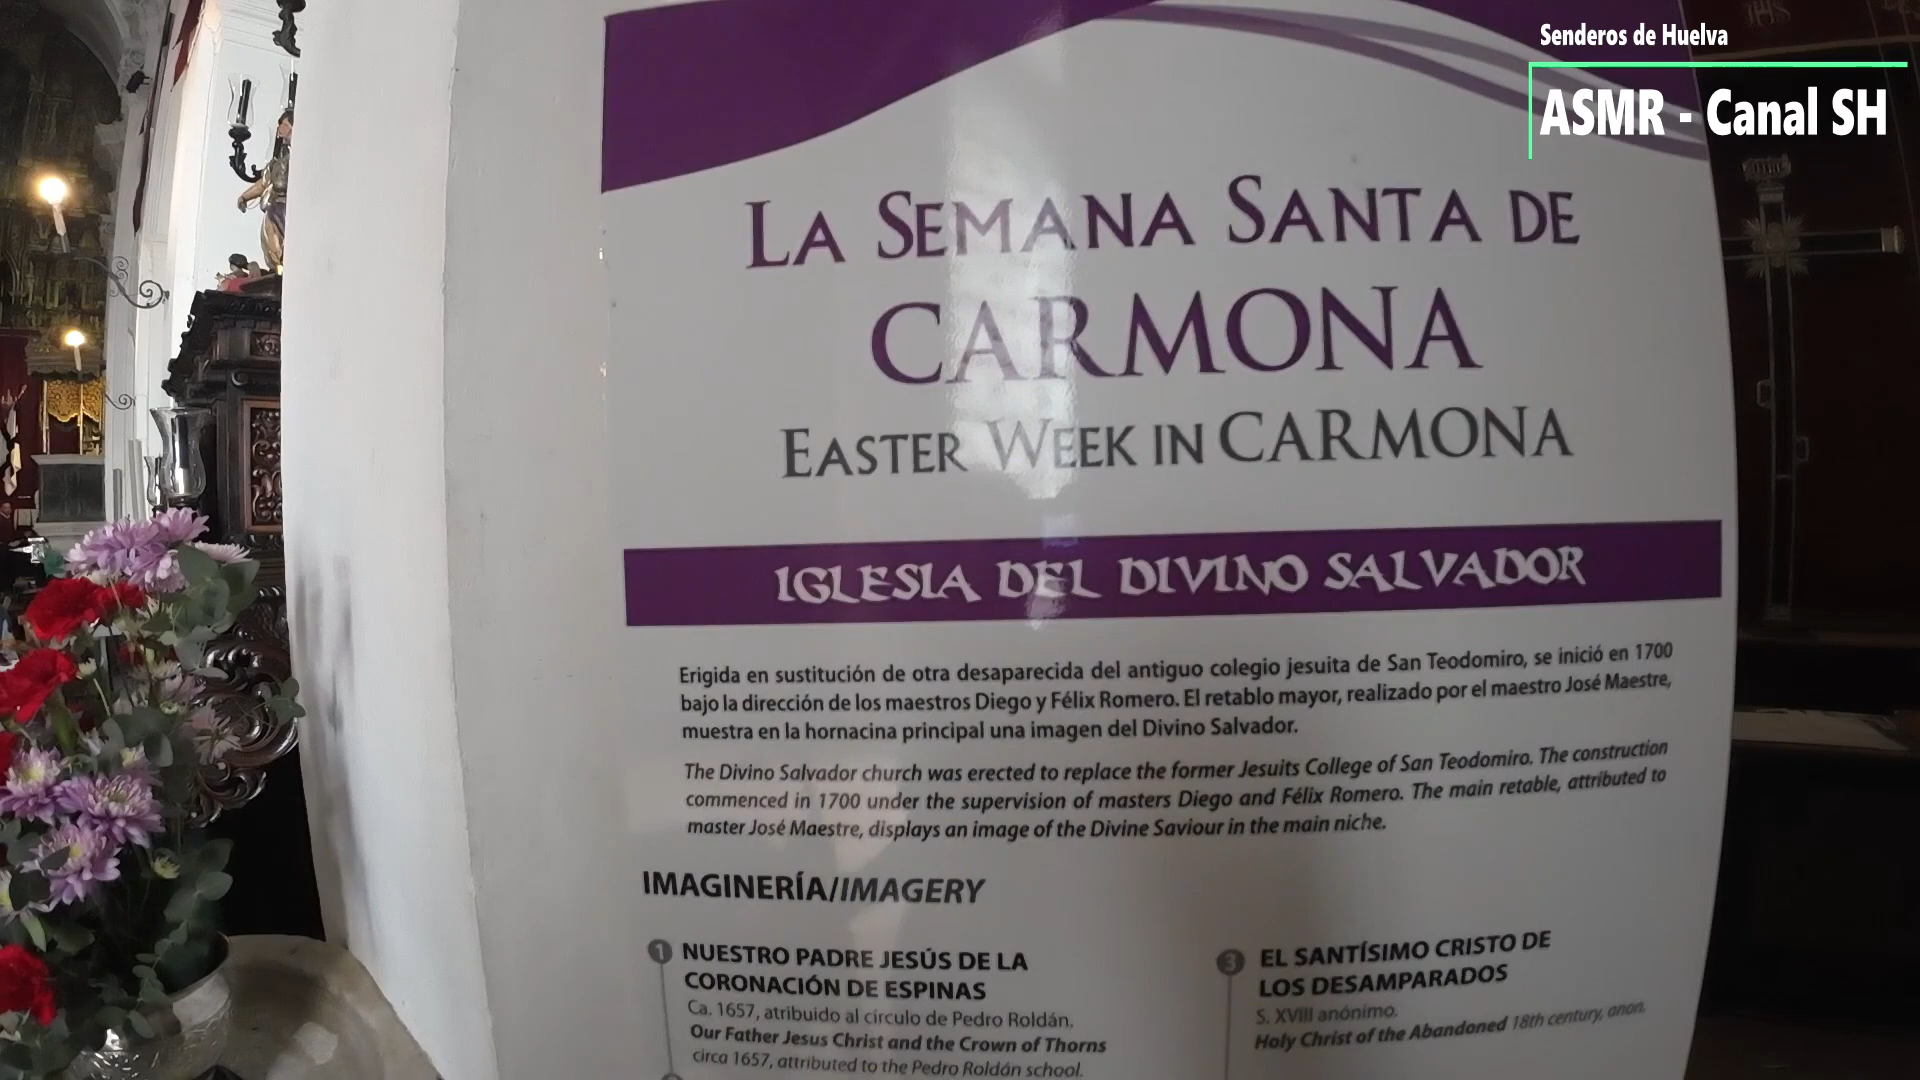 Senderos de Huelva
ASMR - Canal SH
IHS
LA SEMANA SANTA DE
CARMONA
EASTER WEEK IN CARMONA
IGLESIA DEL DIVINO SALVADOR
Erigida en sustitución de otra desaparecida del antiguo colegio jesuita de San Teodomiro, se inició en 1700
bajo la dirección de los maestros Diego y Félix Romero. El retablo mayor, realizado por el maestro José Maestre,
muestra en la hornacina principal una imagen del Divino Salvador.
The Divino Salvador church was erected to replace the former Jesuits College of San Teodomiro. The construction
commenced in 1700 under the supervision of masters Diego and Félix Romero. The main retable, attributed to
master José Maestre, displays an image of the Divine Saviour in the main niche.
IMAGINERÍA/IMAGERY
1 NUESTRO PADRE JESÚS DE LA
CORONACIÓN DE ESPINAS
Ca. 1657, atribuido al círculo de Pedro Roldán.
Our Father Jesus Christ and the Crown of Thorns
circa 1657, attributed to the Pedro Roldán school.
3 EL SANTÍSIMO CRISTO DE
LOS DESAMPARADOS
S. XVIII anónimo.
Holy Christ of the Abandoned 18th century, anon.